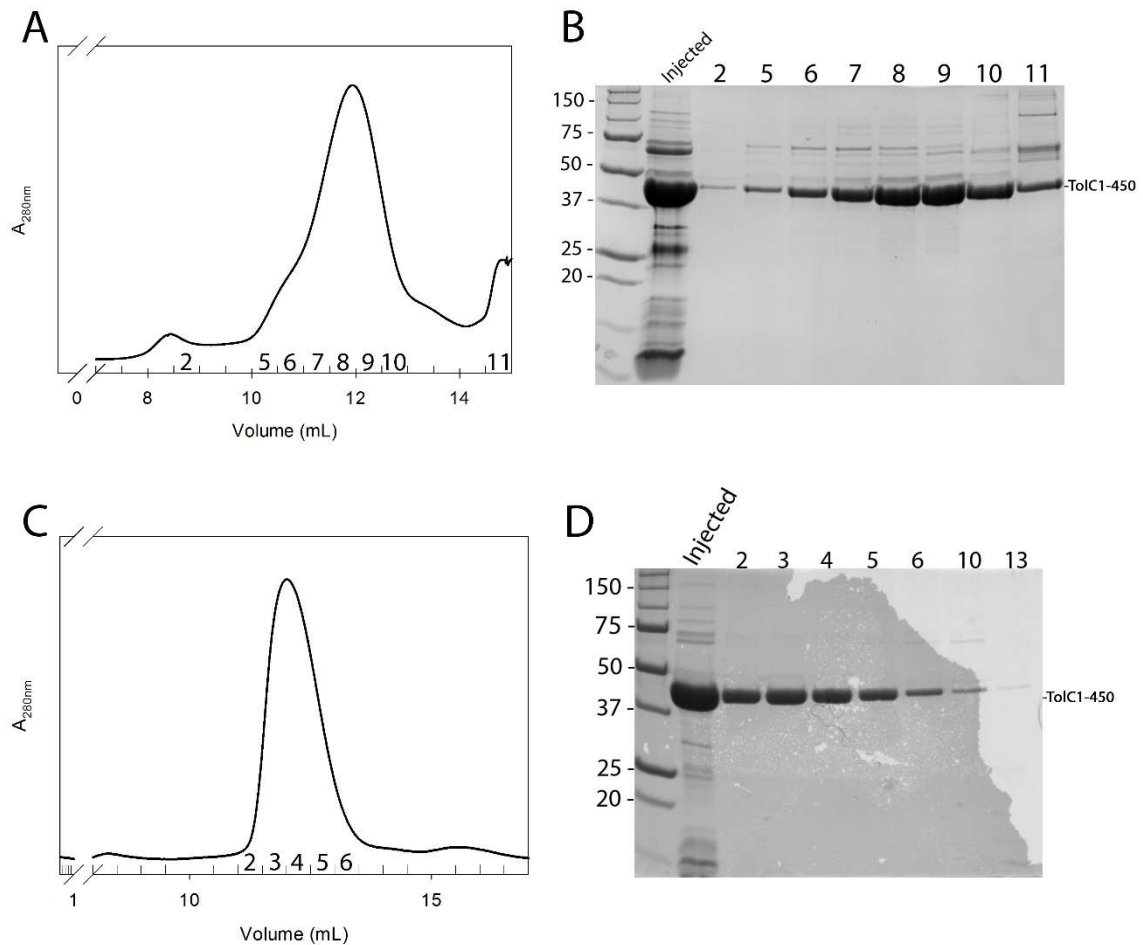 A
A280nm
2 5 6 7 8 9 10 11
0 8 10 12 14
Volume (mL)
B
Injected 2 5 6 7 8 9 10 11
150 -
75 -
50 -
37 -
25 -
20 -
-TolC1-450
C
A280nm
2 3 4 5 6
1 10 15
Volume (mL)
D
Injected 2 3 4 5 6 10 13
150 -
75 -
50 -
37 -
25 -
20 -
-TolC1-450